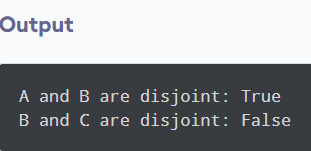 Output
A and B are disjoint: True
B and C are disjoint: False